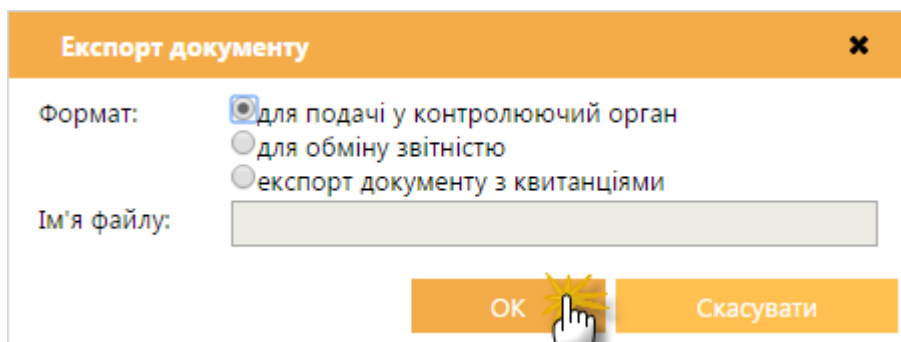 Експорт документу
Формат:
для подачі у контролюючий орган
для обміну звітністю
експорт документу з квитанціями
Ім'я файлу:
ОК
Скасувати